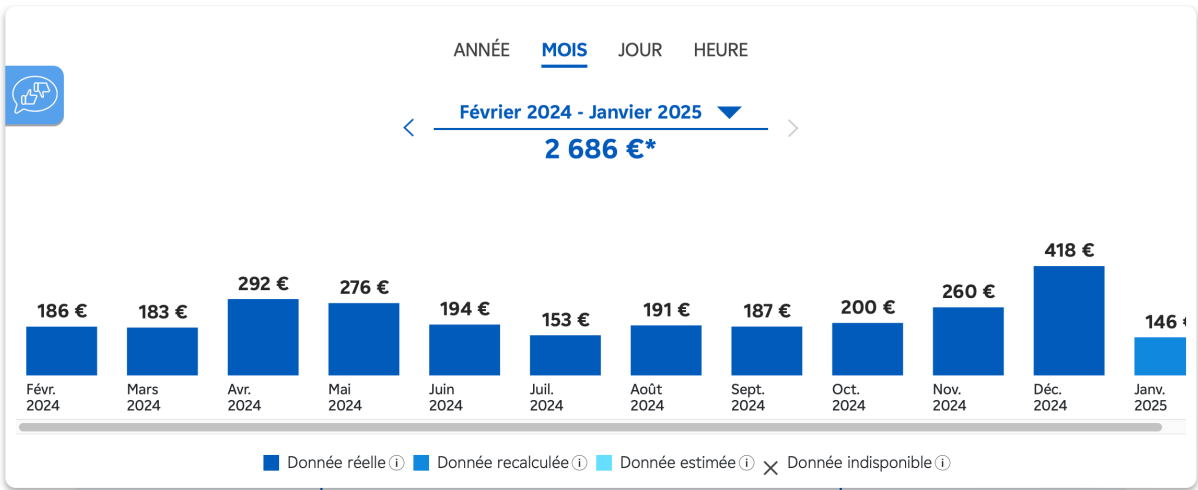 ANNÉE MOIS JOUR HEURE
Février 2024 - Janvier 2025
2 686 €*
418 €
292 € 276 € 260 €
186 € 183 € 194 € 153 € 191 € 187 € 200 € 146
Févr. Mars Avr. Mai Juin Juil. Août Sept. Oct. Nov. Déc. Janv.
2024 2024 2024 2024 2024 2024 2024 2024 2024 2024 2024 2025
Donnée réelle i Donnée recalculée i Donnée estimée i Donnée indisponible i